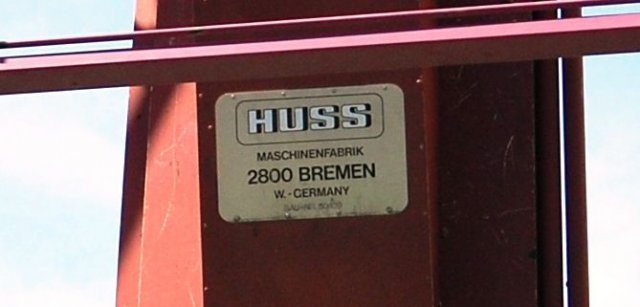 HUSS
MASCHINENFABRIK
2800 BREMEN
W.-GERMANY